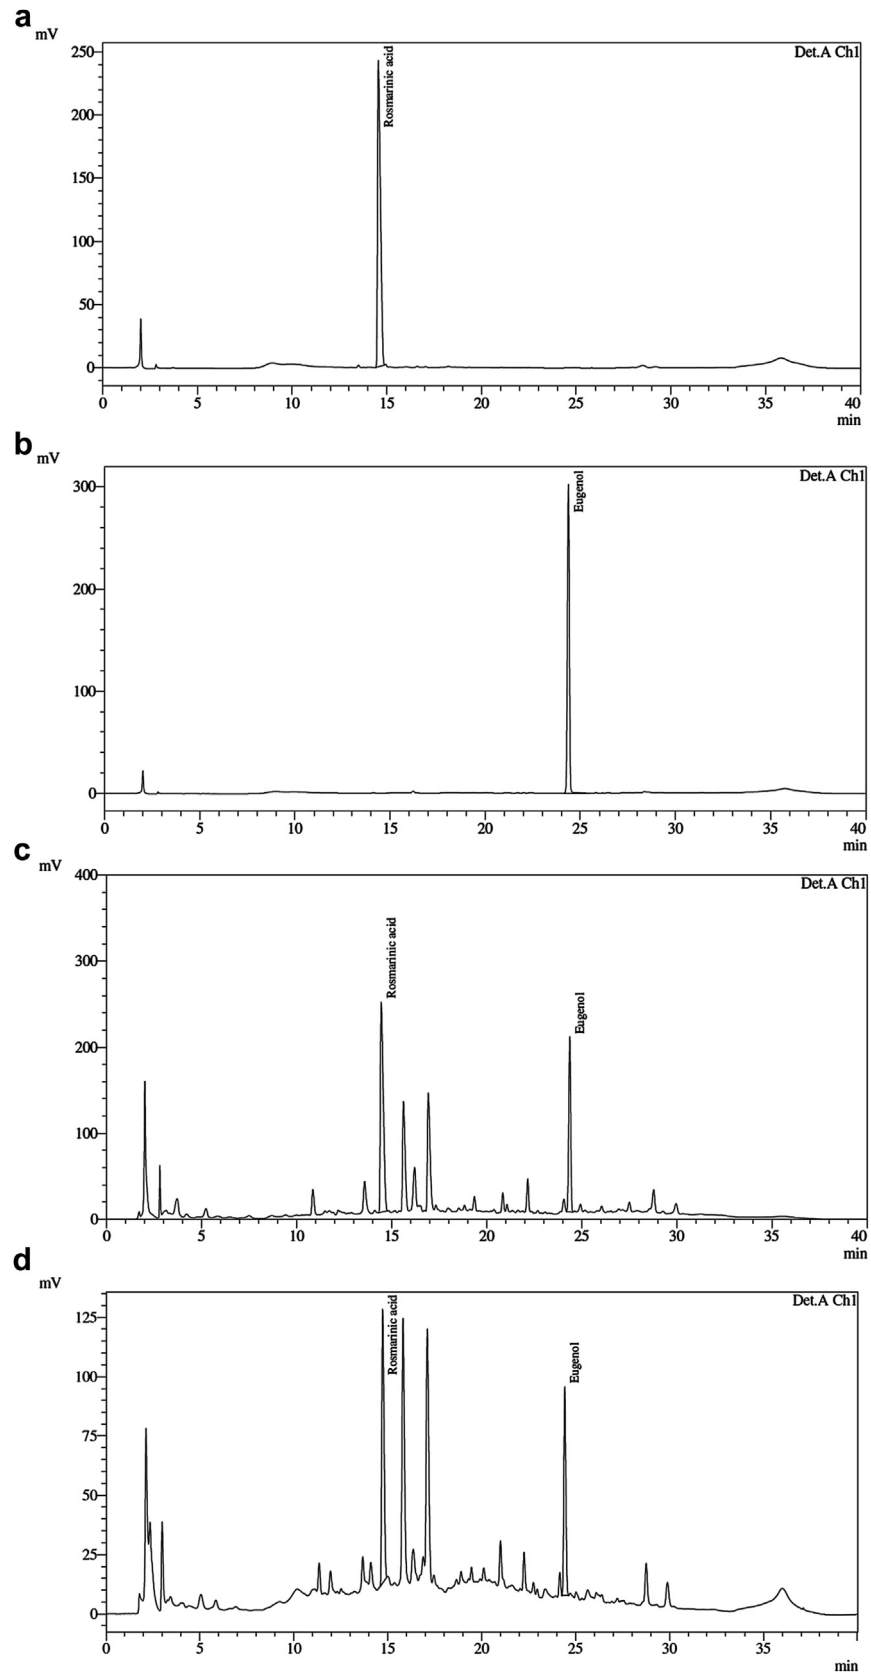 a
mV
Det.A Ch1
Rosmarinic acid
250
200
150
100
50
0
0 5 10 15 20 25 30 35 40
min
b
mV
Det.A Ch1
Eugenol
300
200
100
0
0 5 10 15 20 25 30 35 40
min
c
mV
400
Det.A Ch1
Rosmarinic acid
Eugenol
300
200
100
0
0 5 10 15 20 25 30 35 40
min
d
mV
Det.A Ch1
Rosmarinic acid
Eugenol
125
100
75
50
25
0
0 5 10 15 20 25 30 35
min